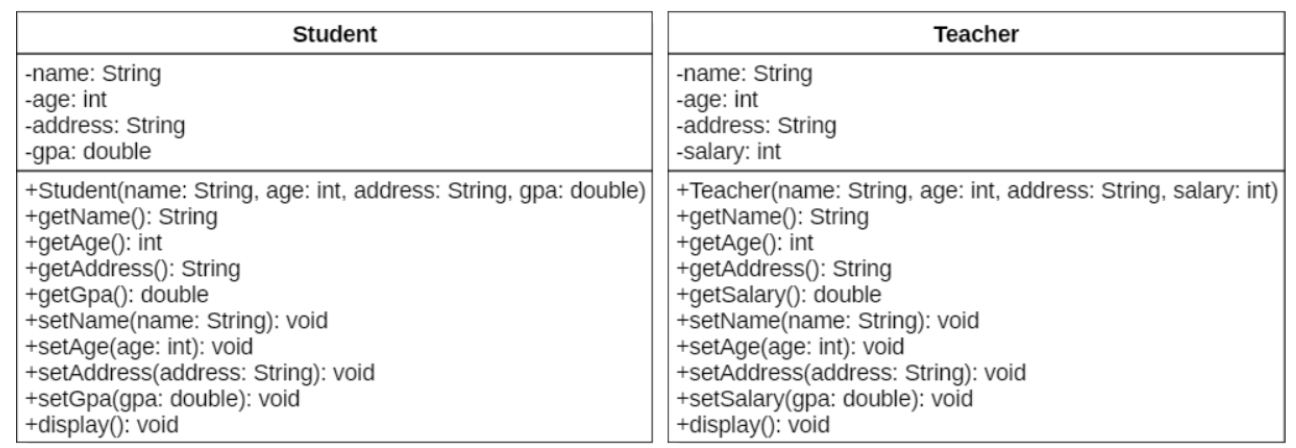 Student
-name: String
-age: int
-address: String
-gpa: double
+Student(name: String, age: int, address: String, gpa: double)
+getName(): String
+getAge(): int
+getAddress(): String
+getGpa(): double
+setName(name: String): void
+setAge(age: int): void
+setAddress(address: String): void
+setGpa(gpa: double): void
+display(): void
Teacher
-name: String
-age: int
-address: String
-salary: int
+Teacher(name: String, age: int, address: String, salary: int)
+getName(): String
+getAge(): int
+getAddress(): String
+getSalary(): double
+setName(name: String): void
+setAge(age: int): void
+setAddress(address: String): void
+setSalary(gpa: double): void
+display(): void